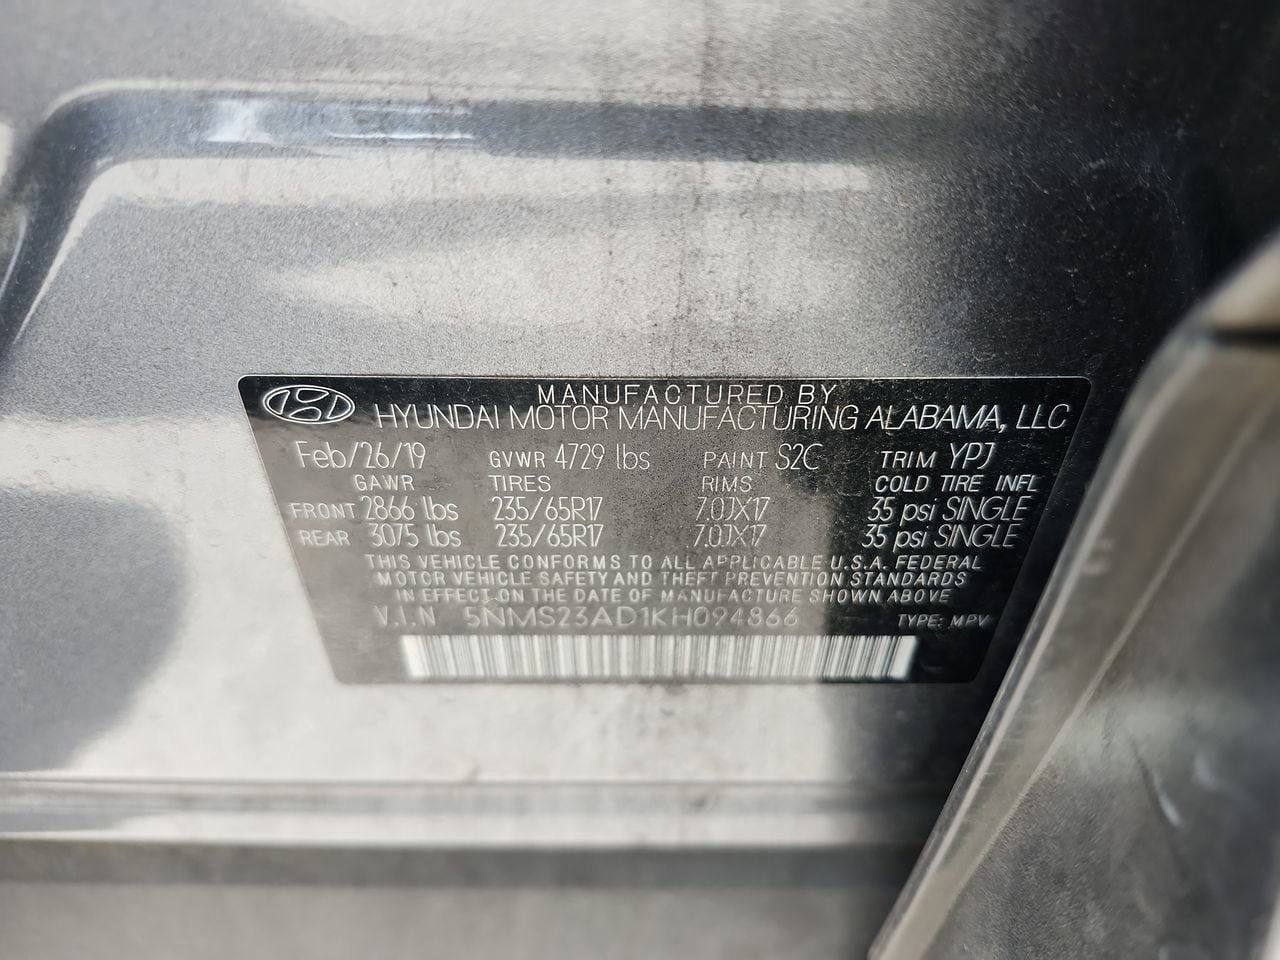 MANUFACTURED BY
HYUNDAI MOTOR MANUFACTURING ALABAMA, LLC
Feb/26/19 GVWR 4729 lbs PAINT S2C TRIM YPJ
GAWR TIRES RIMS COLD TIRE INFL
FRONT 2866 lbs 235/65R17 7.0JX17 35 psi SINGLE
REAR 3075 lbs 235/65R17 7.0JX17 35 psi SINGLE
THIS VEHICLE CONFORMS TO ALL APPLICABLE U.S.A. FEDERAL
MOTOR VEHICLE SAFETY AND THEFT PREVENTION STANDARDS
IN EFFECT ON THE DATE OF MANUFACTURE SHOWN ABOVE
V.I.N 5NMS23AD1KH094866 TYPE: MPV